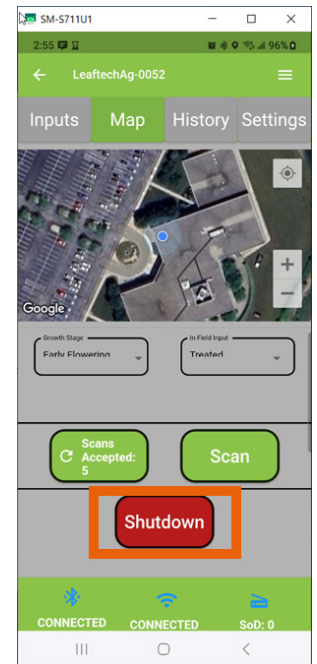 SM-S711U1
2:55 96%
LeaftechAg-0052
Inputs Map History Settings
Google
Growth Stage In Field Input
Early Flowering Treated
Scans
Accepted:
5
Scan
Shutdown
CONNECTED CONNECTED SoD: 0